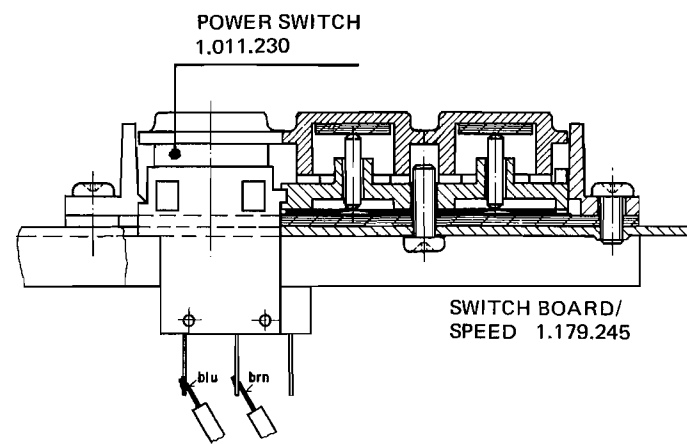 POWER SWITCH
1.011.230
SWITCH BOARD/
SPEED 1.179.245
blu brn